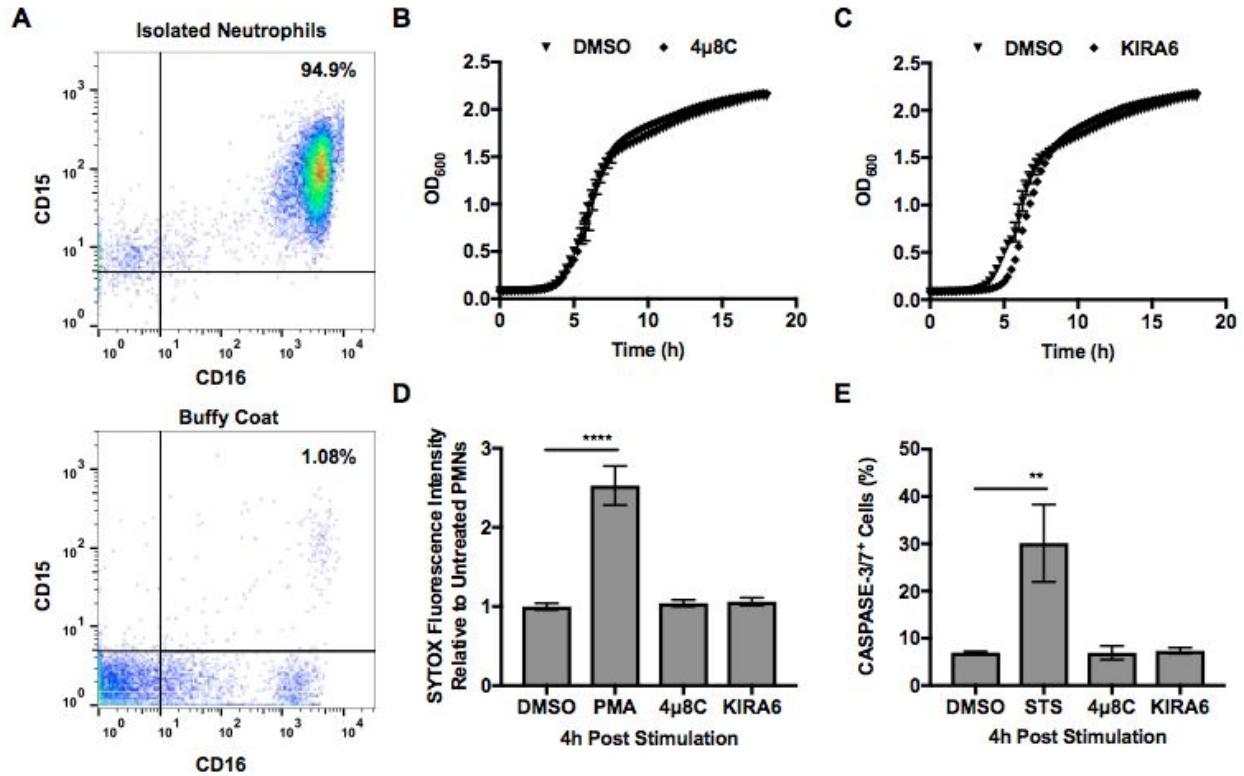 A
Isolated Neutrophils
94.9%
CD15
10³
10²
10¹
10⁰
10⁰ 10¹ 10² 10³ 10⁴
CD16
Buffy Coat
1.08%
CD15
10³
10²
10¹
10⁰
10⁰ 10¹ 10² 10³ 10⁴
CD16
B
DMSO 4µ8C
OD₆₀₀
2.5
2.0
1.5
1.0
0.5
0.0
0 5 10 15 20
Time (h)
C
DMSO KIRA6
OD₆₀₀
2.5
2.0
1.5
1.0
0.5
0.0
0 5 10 15 20
Time (h)
D
SYTOX Fluorescence Intensity
Relative to Untreated PMNs
3
2
1
0
****
DMSO PMA 4µ8C KIRA6
4h Post Stimulation
E
CASPASE-3/7⁺ Cells (%)
50
40
30
20
10
0
**
DMSO STS 4µ8C KIRA6
4h Post Stimulation